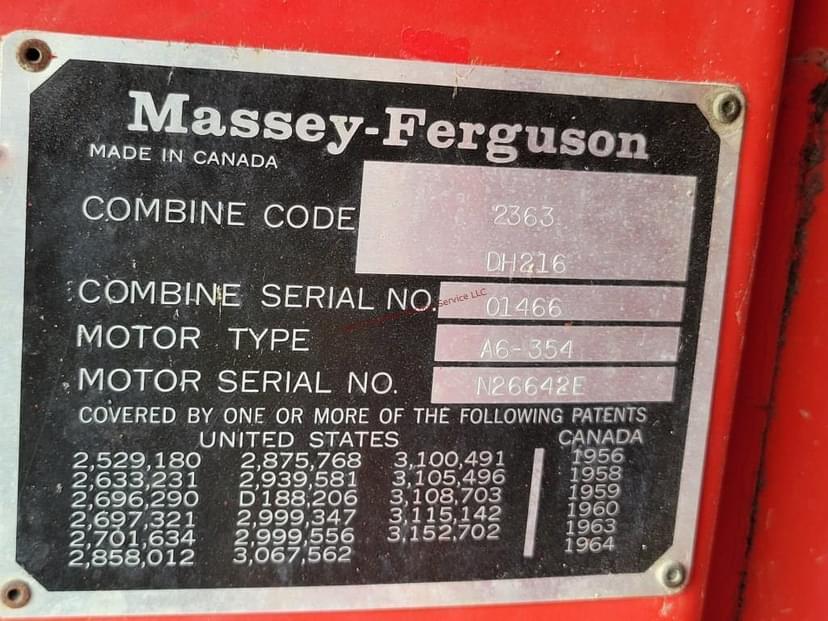 Massey-Ferguson
MADE IN CANADA
COMBINE CODE 2363
DH216
COMBINE SERIAL NO. 01466
Service LLC
MOTOR TYPE A6-354
MOTOR SERIAL NO. N26642E
COVERED BY ONE OR MORE OF THE FOLLOWING PATENTS
UNITED STATES CANADA
2,529,180 2,875,768 3,100,491 1956
2,633,231 2,939,581 3,105,496 1958
2,696,290 D188,206 3,108,703 1959
2,697,321 2,999,347 3,115,142 1960
2,701,634 2,999,556 3,152,702 1963
2,858,012 3,067,562 1964